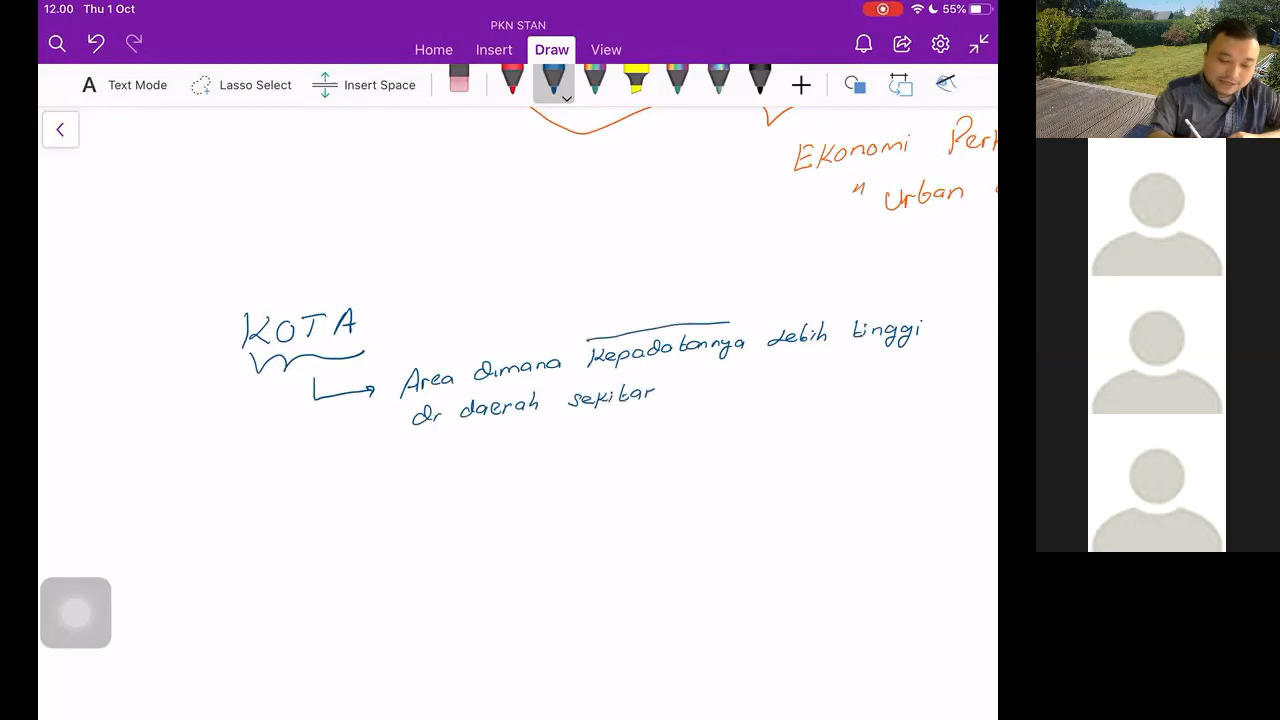 12.00 Thu 1 Oct
55%
PKN STAN
Home Insert Draw View
A Text Mode Lasso Select Insert Space
EKonomi
" Urban
KOTA
Area dimana Kepadatannya lebih tinggi
dr daerah sekitar